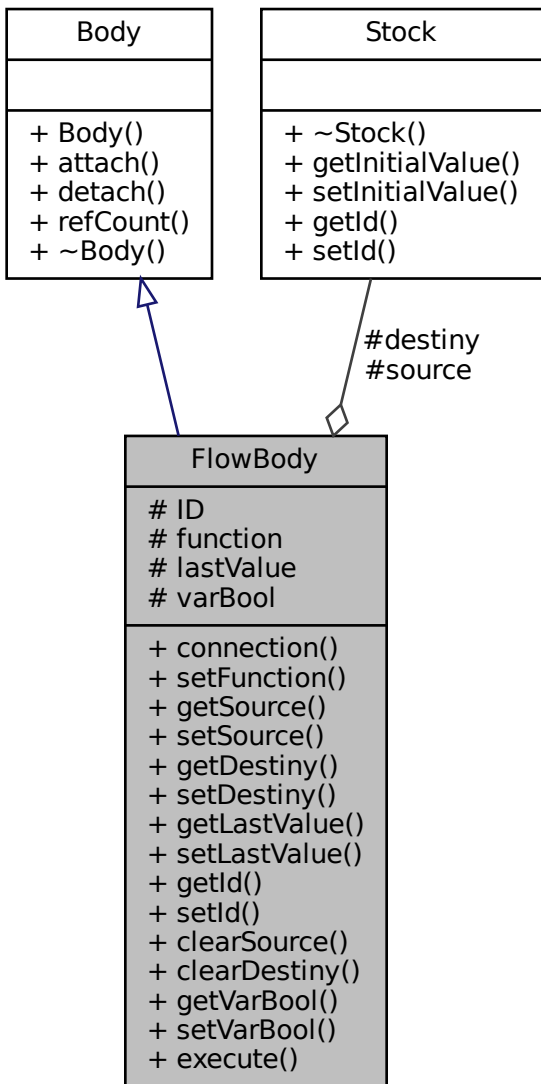 Body
+ Body()
+ attach()
+ detach()
+ refCount()
+ ~Body()
Stock
+ ~Stock()
+ getInitialValue()
+ setInitialValue()
+ getId()
+ setId()
#destiny
#source
FlowBody
# ID
# function
# lastValue
# varBool
+ connection()
+ setFunction()
+ getSource()
+ setSource()
+ getDestiny()
+ setDestiny()
+ getLastValue()
+ setLastValue()
+ getId()
+ setId()
+ clearSource()
+ clearDestiny()
+ getVarBool()
+ setVarBool()
+ execute()